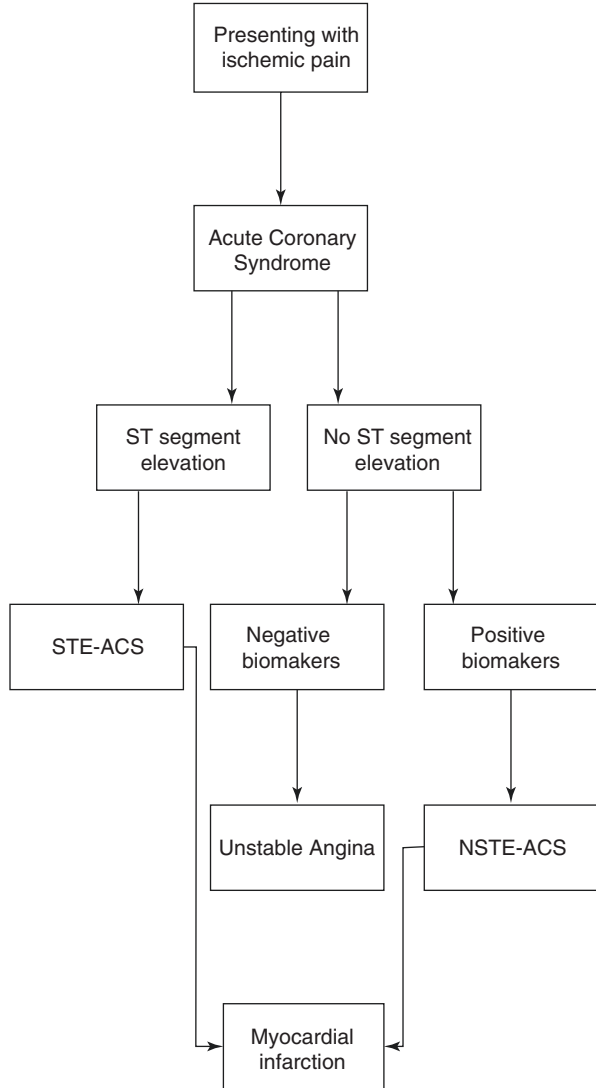 Presenting with
ischemic pain
Acute Coronary
Syndrome
ST segment
elevation
No ST segment
elevation
STE-ACS
Negative
biomakers
Positive
biomakers
Unstable Angina
NSTE-ACS
Myocardial
infarction